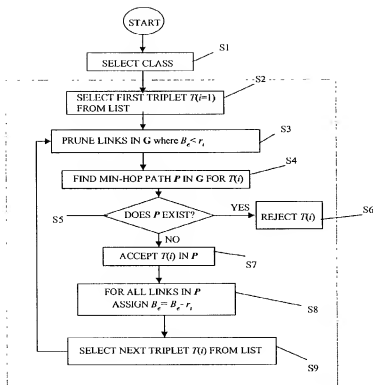 START
S1
SELECT CLASS
S2
SELECT FIRST TRIPLET T(i=1)
FROM LIST
S3
PRUNE LINKS IN G where Be< ri
S4
FIND MIN-HOP PATH P IN G FOR T(i)
S5
DOES P EXIST?
YES
REJECT T(i)
S6
NO
ACCEPT T(i) IN P
S7
FOR ALL LINKS IN P
ASSIGN Be= Be- ri
S8
SELECT NEXT TRIPLET T(i) FROM LIST
S9